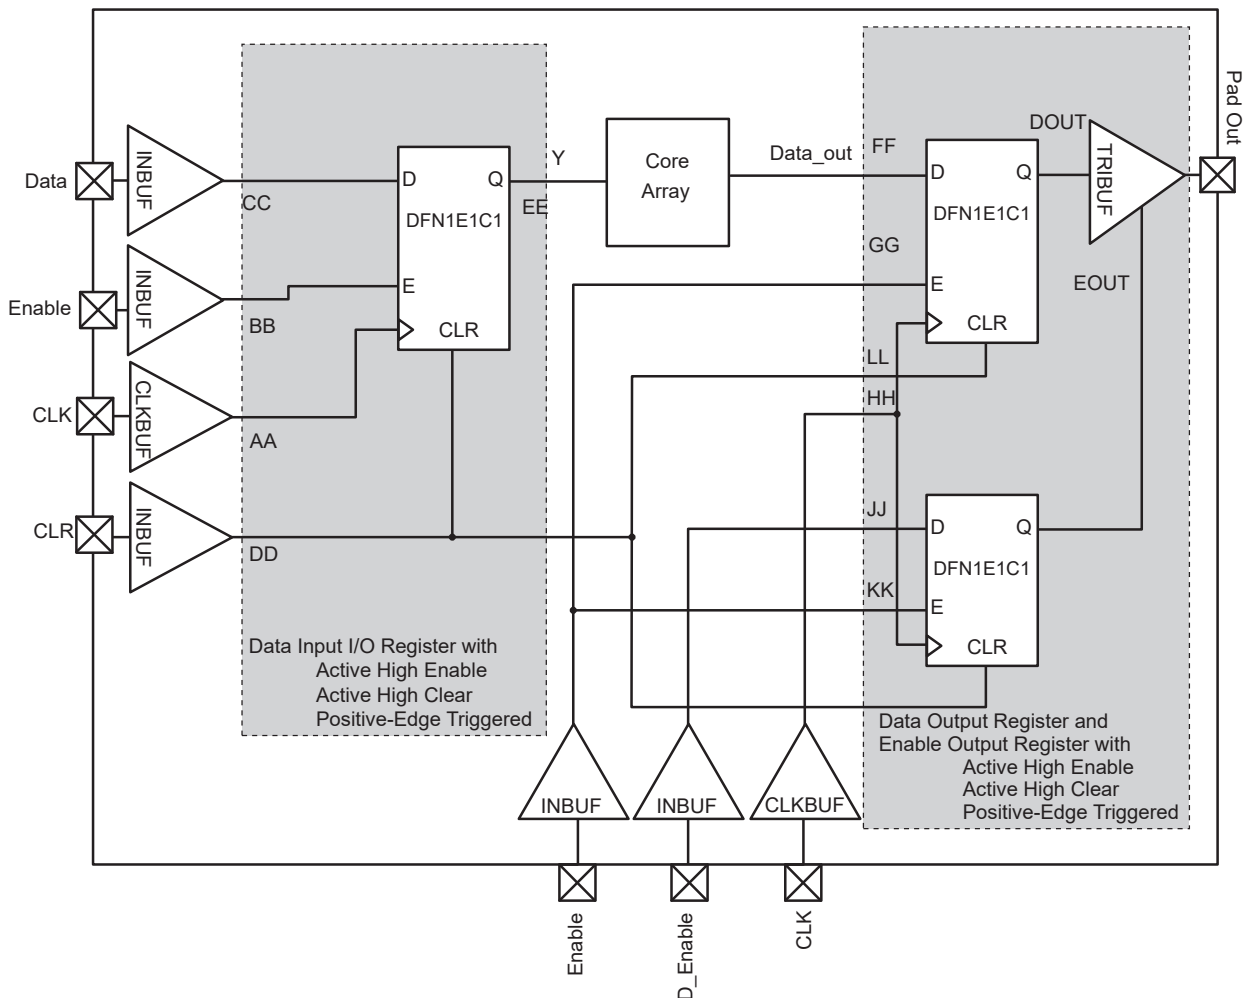 Pad Out
DOUT
FF
INBUF
Y
Core
Array
Data_out
TRIBUF
Data
D
Q
D
Q
CC
EE
DFN1E1C1
DFN1E1C1
GG
INBUF
E
E
EOUT
Enable
BB
CLR
CLR
LL
CLKBUF
HH
CLK
AA
JJ
INBUF
CLR
D
Q
DD
DFN1E1C1
KK
E
Data Input I/O Register with
Active High Enable
Active High Clear
Positive-Edge Triggered
CLR
Data Output Register and
Enable Output Register with
Active High Enable
Active High Clear
Positive-Edge Triggered
INBUF
INBUF
CLKBUF
Enable
D_Enable
CLK